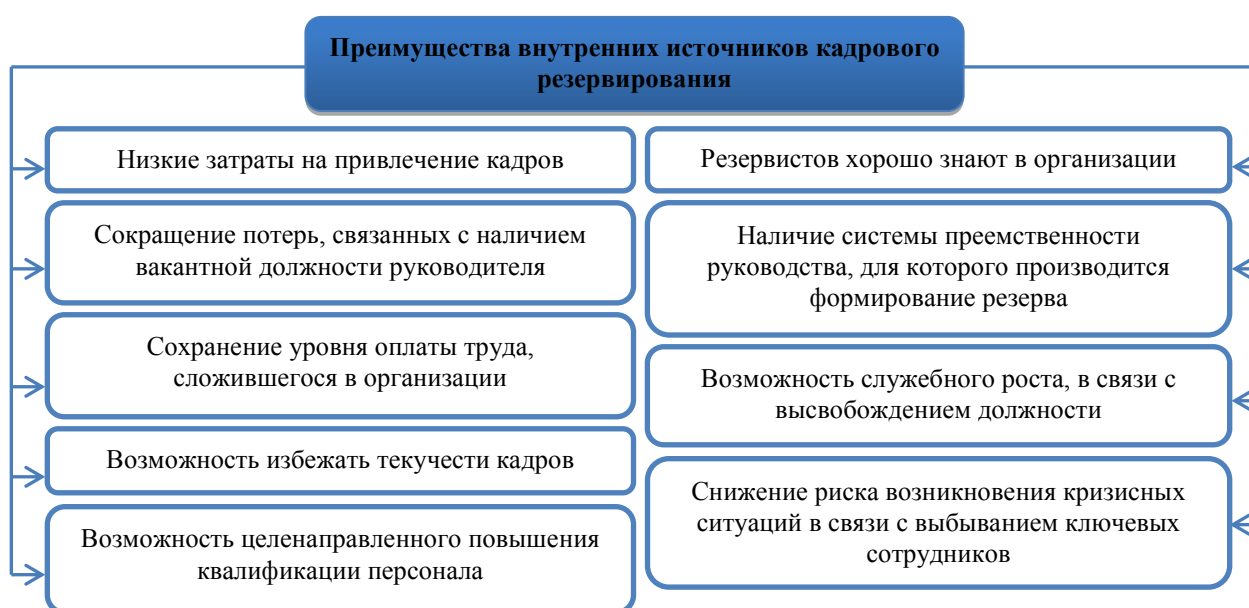 Преимущества внутренних источников кадрового
резервирования
Низкие затраты на привлечение кадров
Сокращение потерь, связанных с наличием
вакантной должности руководителя
Сохранение уровня оплаты труда,
сложившегося в организации
Возможность избежать текучести кадров
Возможность целенаправленного повышения
квалификации персонала
Резервистов хорошо знают в организации
Наличие системы преемственности
руководства, для которого производится
формирование резерва
Возможность служебного роста, в связи с
высвобождением должности
Снижение риска возникновения кризисных
ситуаций в связи с выбыванием ключевых
сотрудников